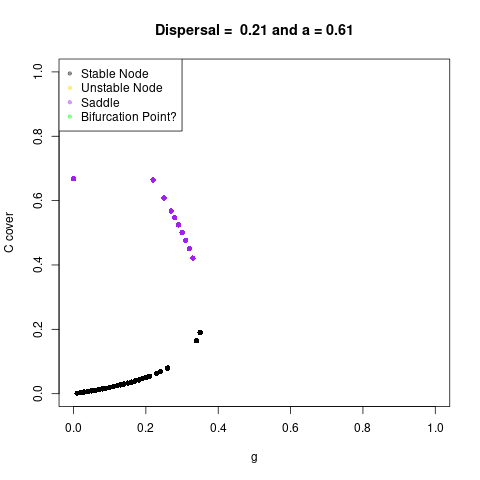 Dispersal =  0.21 and a = 0.61
Stable Node
Unstable Node
Saddle
Bifurcation Point?
C cover
1.0
0.8
0.6
0.4
0.2
0.0
0.0 0.2 0.4 0.6 0.8 1.0
g